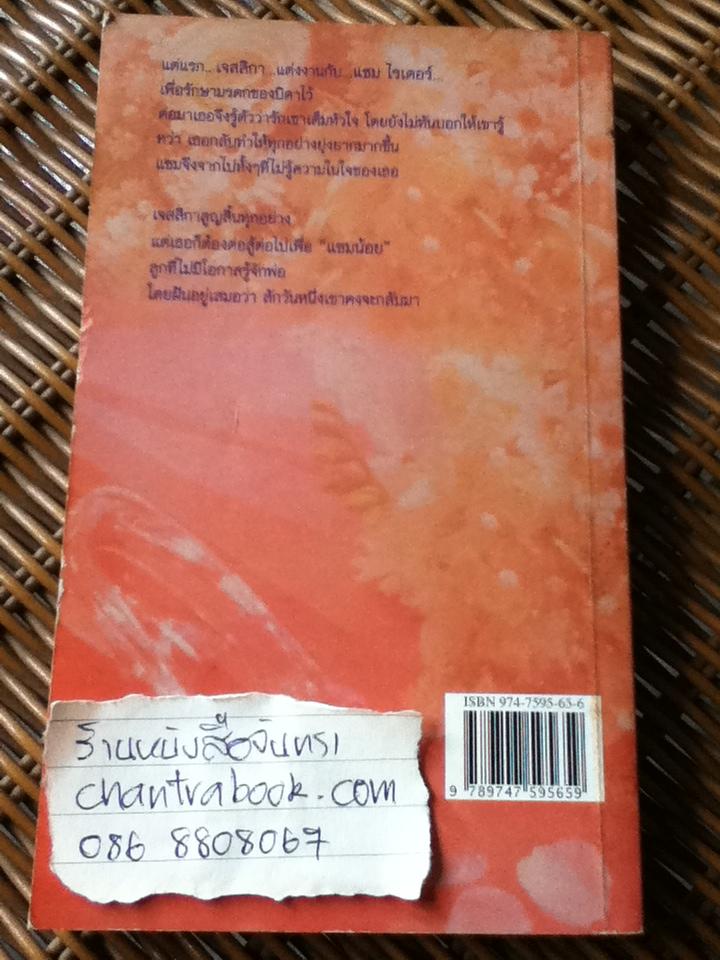 แต่แรก...เจสสิกา...แต่งงานกับ...แซม ไรเดอร์...
เพื่อรักษามรดกของบิดาไว้
ต่อมาเธอจึงรู้ตัวว่ารักเขาเต็มหัวใจ โดยยังไม่ทันบอกให้เขารู้
ทว่า เธอกลับทำให้ทุกอย่างยุ่งยากมากขึ้น
แซมจึงจากไปทั้งๆที่ไม่รู้ความในใจของเธอ
เจสสิกาสูญสิ้นทุกอย่าง
แต่เธอก็ต้องต่อสู้ต่อไปเพื่อ "แซมน้อย"
ลูกที่ไม่มีโอกาสรู้จักพ่อ
โดยฝันอยู่เสมอว่า สักวันหนึ่งเขาคงจะกลับมา
ISBN 974-7595-65-6
9 789747 595659
ร้านหนังสือจันทรา
chantrabook.com
086 8808067